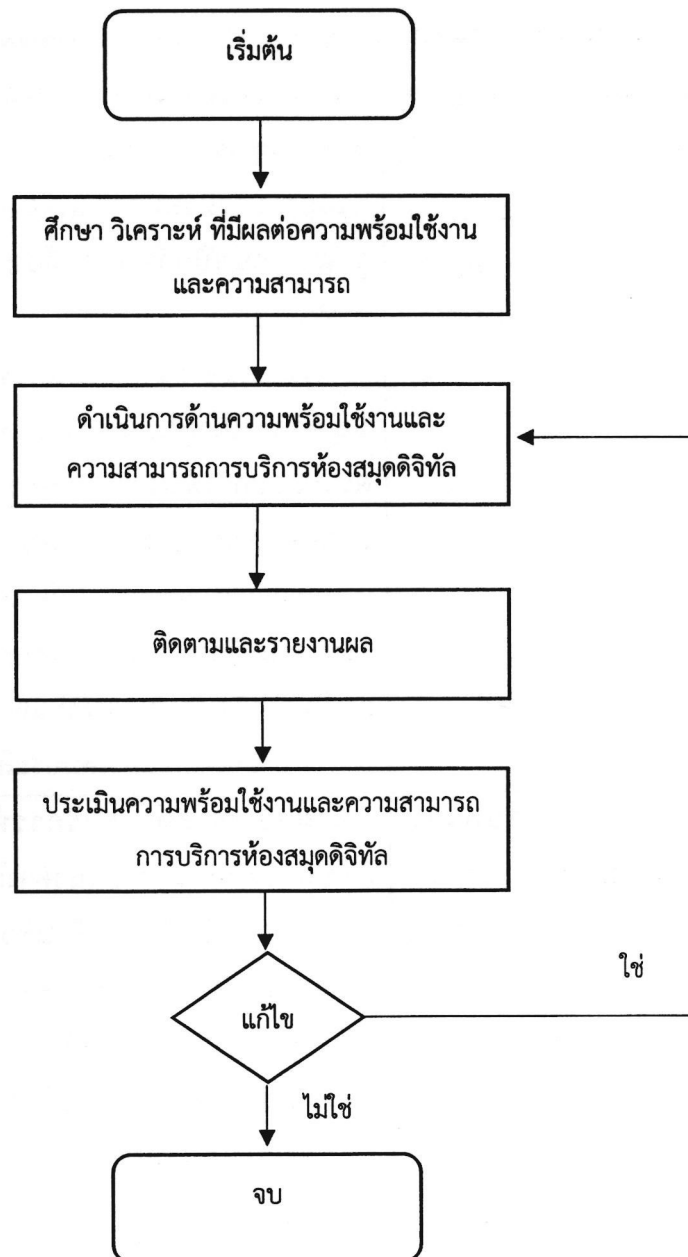 เริ่มต้น
ศึกษา วิเคราะห์ ที่มีผลต่อความพร้อมใช้งาน
และความสามารถ
ดำเนินการด้านความพร้อมใช้งานและ
ความสามารถการบริการห้องสมุดดิจิทัล
ติดตามและรายงานผล
ประเมินความพร้อมใช้งานและความสามารถ
การบริการห้องสมุดดิจิทัล
ใช่
แก้ไข
ไม่ใช่
จบ